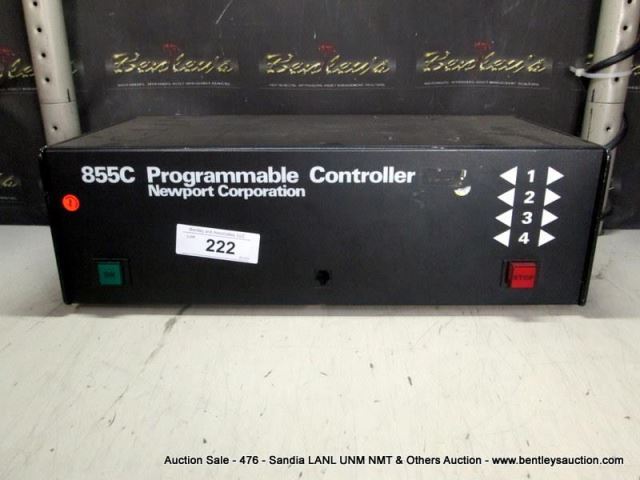 Bentley's Bentley's Bentley's
855C Programmable Controller
Newport Corporation
1
2
3
4
222
ON
STOP
Auction Sale - 476 - Sandia LANL UNM NMT & Others Auction - www.bentleysauction.com